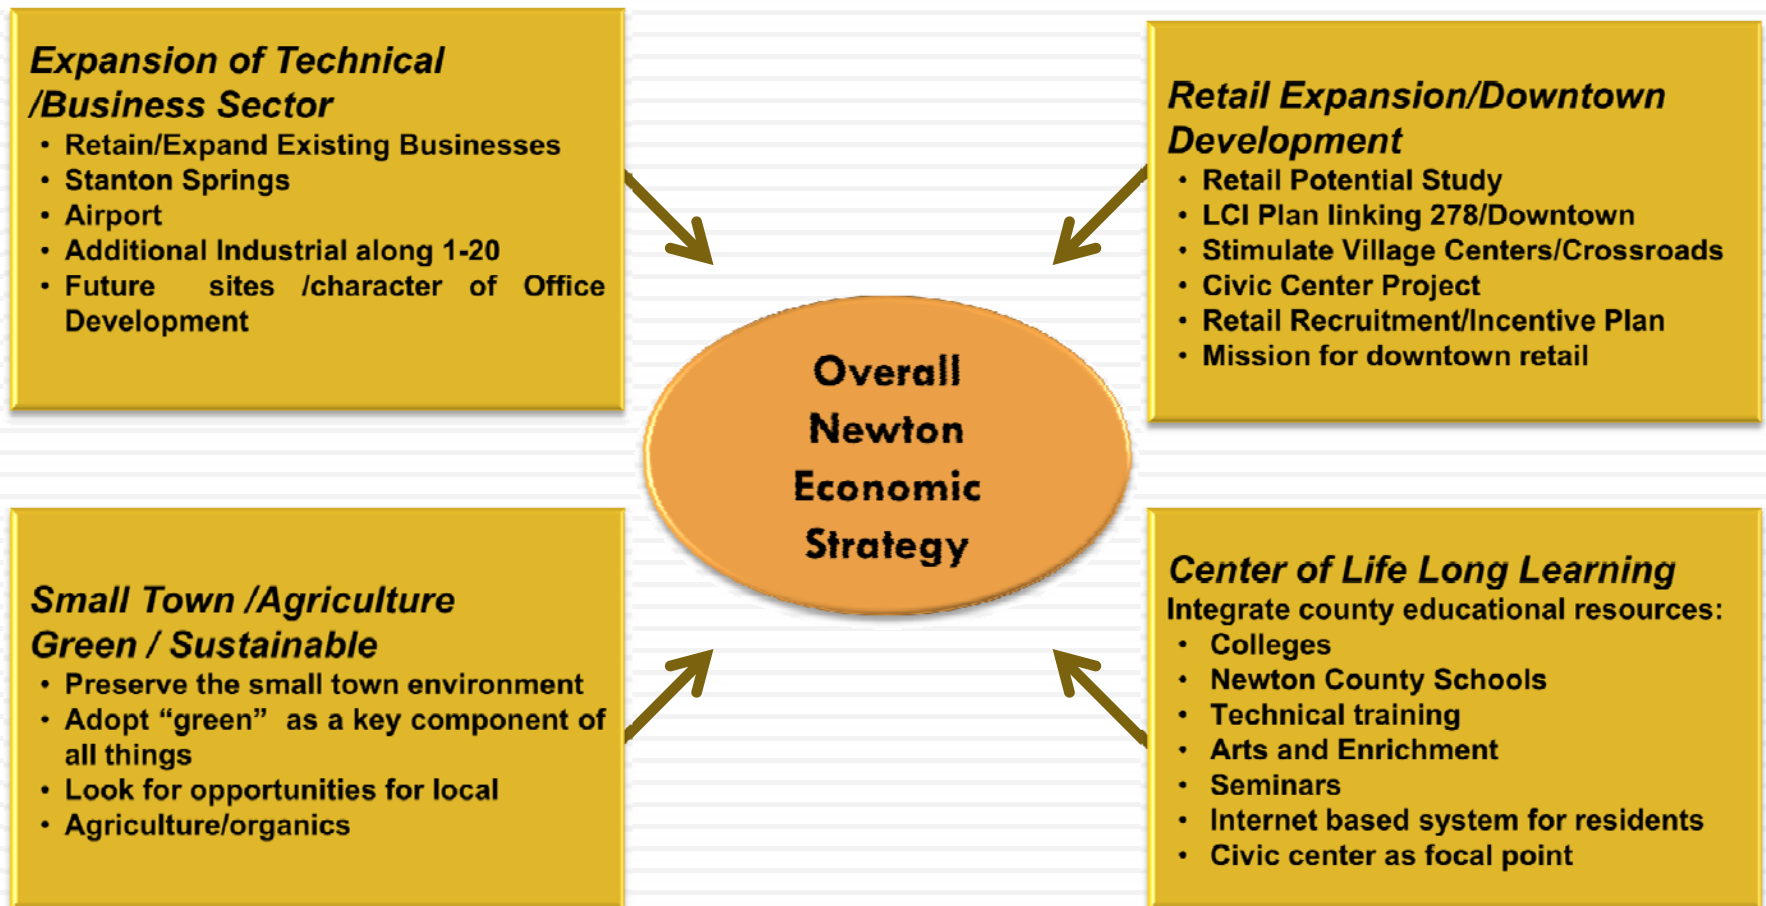 Expansion of Technical
/Business Sector
• Retain/Expand Existing Businesses
• Stanton Springs
• Airport
• Additional Industrial along 1-20
• Future sites /character of Office
Development
Retail Expansion/Downtown
Development
• Retail Potential Study
• LCI Plan linking 278/Downtown
• Stimulate Village Centers/Crossroads
• Civic Center Project
• Retail Recruitment/Incentive Plan
• Mission for downtown retail
Overall
Newton
Economic
Strategy
Small Town /Agriculture
Green / Sustainable
• Preserve the small town environment
• Adopt “green” as a key component of
all things
• Look for opportunities for local
• Agriculture/organics
Center of Life Long Learning
Integrate county educational resources:
• Colleges
• Newton County Schools
• Technical training
• Arts and Enrichment
• Seminars
• Internet based system for residents
• Civic center as focal point